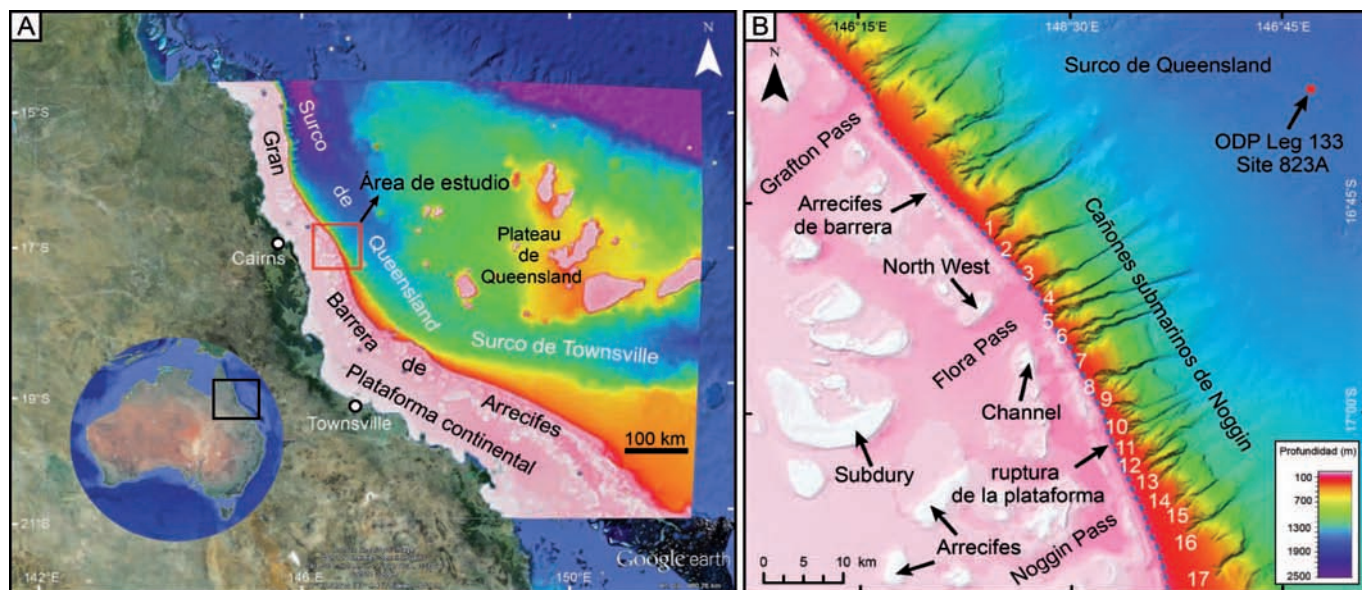 A
N
15°S
17°S
19°S
21°S
142°E
146°E
150°E
Surco
de
Queensland
Gran
Barrera
de
Arrecifes
Plataforma continental
Área de estudio
Plateau
de
Queensland
Surco de Townsville
Cairns
Townsville
100 km
Google earth
B
146°15'E
146°30'E
146°45'E
N
Surco de Queensland
ODP Leg 133
Site 823A
16°45'S
17°00'S
Grafton Pass
Arrecifes
de barrera
North West
Flora Pass
Channel
Subdury
ruptura
de la plataforma
Arrecifes
Noggin Pass
Cañones submarinos de Noggin
1
2
3
4
5
6
7
8
9
10
11
12
13
14
15
16
17
0 5 10 km
Profundidad (m)
100
700
1300
1900
2500